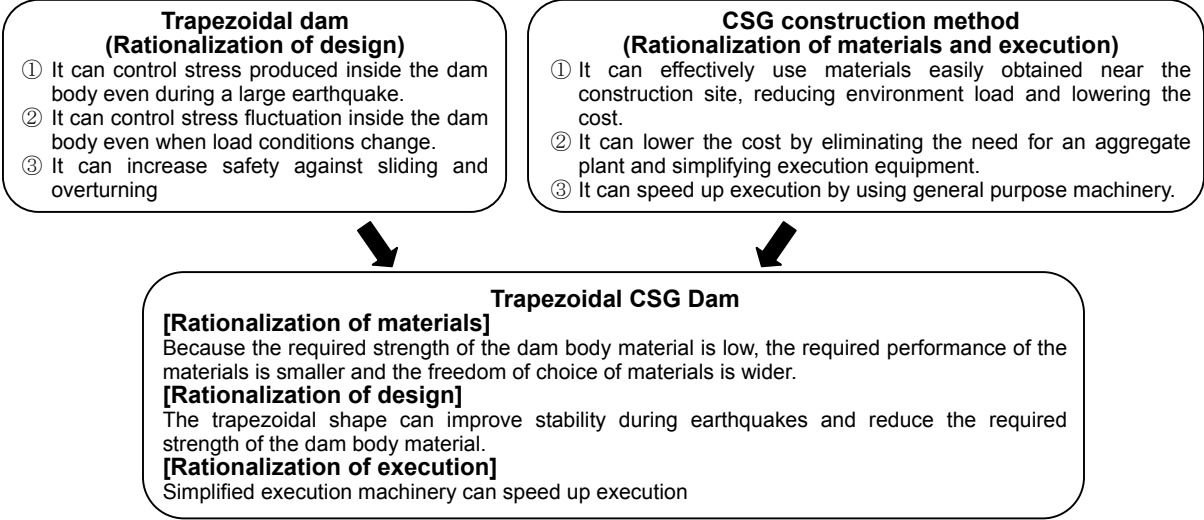 Trapezoidal dam
(Rationalization of design)
① It can control stress produced inside the dam
body even during a large earthquake.
② It can control stress fluctuation inside the dam
body even when load conditions change.
③ It can increase safety against sliding and
overturning
CSG construction method
(Rationalization of materials and execution)
① It can effectively use materials easily obtained near the
construction site, reducing environment load and lowering the
cost.
② It can lower the cost by eliminating the need for an aggregate
plant and simplifying execution equipment.
③ It can speed up execution by using general purpose machinery.
Trapezoidal CSG Dam
[Rationalization of materials]
Because the required strength of the dam body material is low, the required performance of the
materials is smaller and the freedom of choice of materials is wider.
[Rationalization of design]
The trapezoidal shape can improve stability during earthquakes and reduce the required
strength of the dam body material.
[Rationalization of execution]
Simplified execution machinery can speed up execution